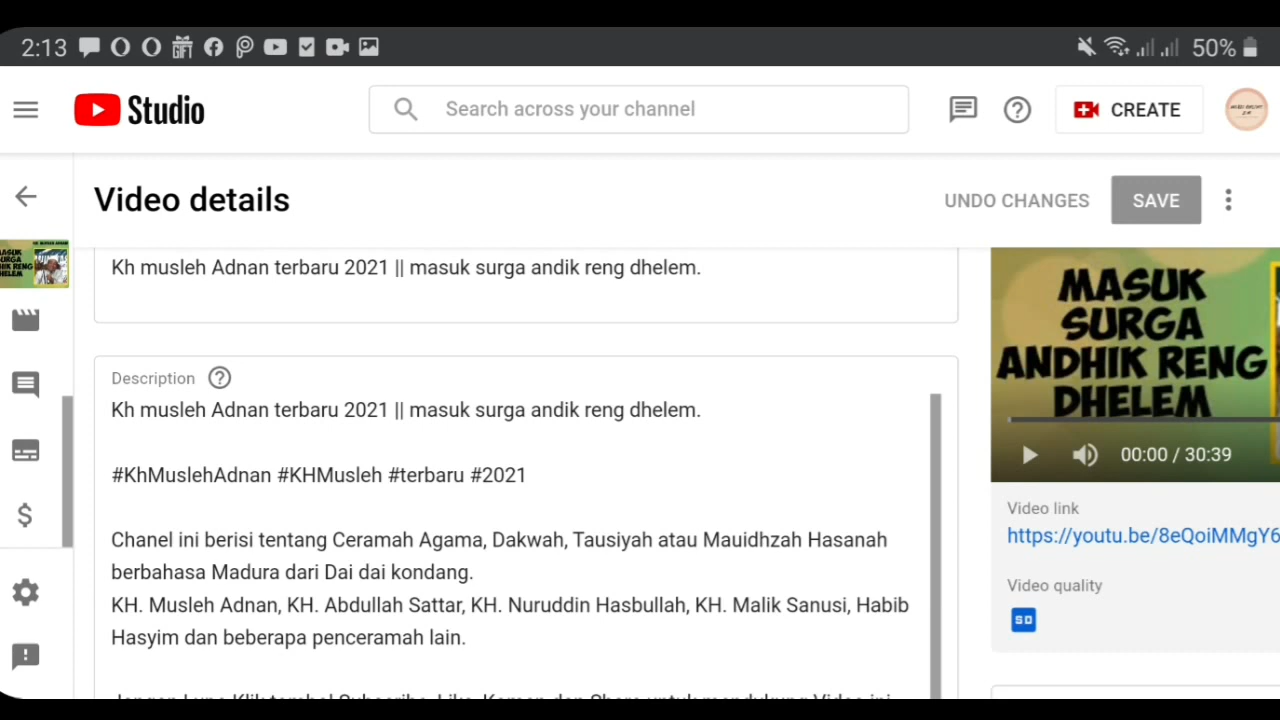 2:13
50%
Studio
Search across your channel
CREATE
Video details
UNDO CHANGES
SAVE
Kh musleh Adnan terbaru 2021 || masuk surga andik reng dhelem.
MASUK
SURGA
ANDHIK RENG
DHELEM
Description
Kh musleh Adnan terbaru 2021 || masuk surga andik reng dhelem.
#KhMuslehAdnan #KHMusleh #terbaru #2021
00:00 / 30:39
Video link
https://youtu.be/8eQoiMMgY6
Chanel ini berisi tentang Ceramah Agama, Dakwah, Tausiyah atau Mauidhzah Hasanah
berbahasa Madura dari Dai dai kondang.
Video quality
SD
KH. Musleh Adnan, KH. Abdullah Sattar, KH. Nuruddin Hasbullah, KH. Malik Sanusi, Habib
Hasyim dan beberapa penceramah lain.